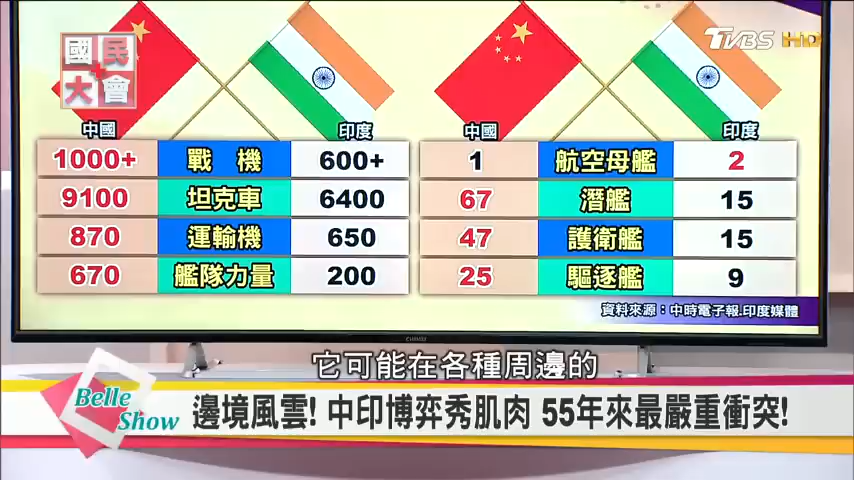 國民大會
TVBS HD
中國 印度
1000+ 戰機 600+
9100 坦克車 6400
870 運輸機 650
670 艦隊力量 200
中國 印度
1 航空母艦 2
67 潛艦 15
47 護衛艦 15
25 驅逐艦 9
資料來源:中時電子報.印度媒體
它可能在各種周邊的
Belle Show
邊境風雲! 中印博弈秀肌肉 55年來最嚴重衝突!